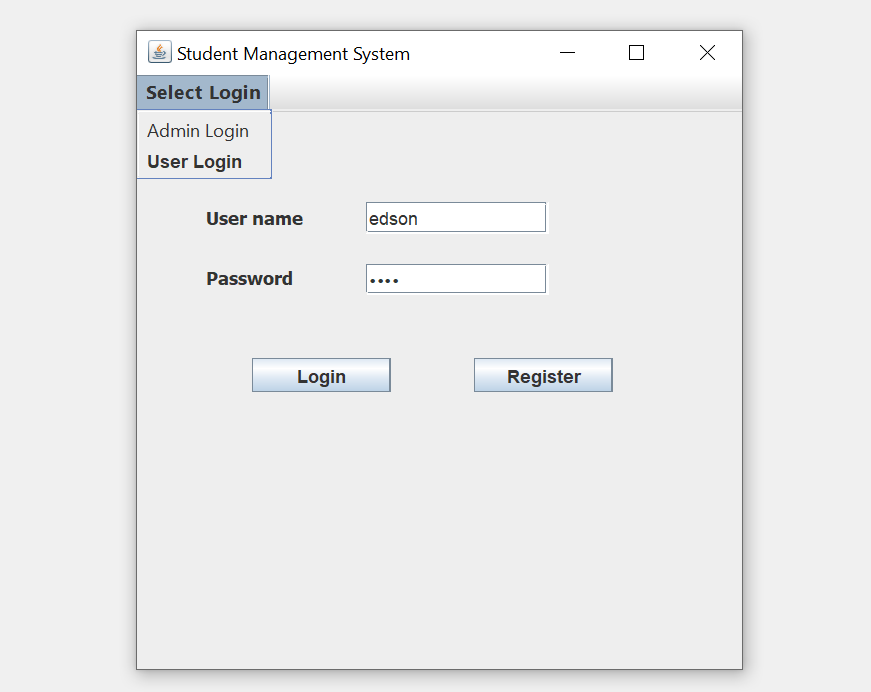 Student Management System
Select Login
Admin Login
User Login
User name edson
Password ••••
Login Register